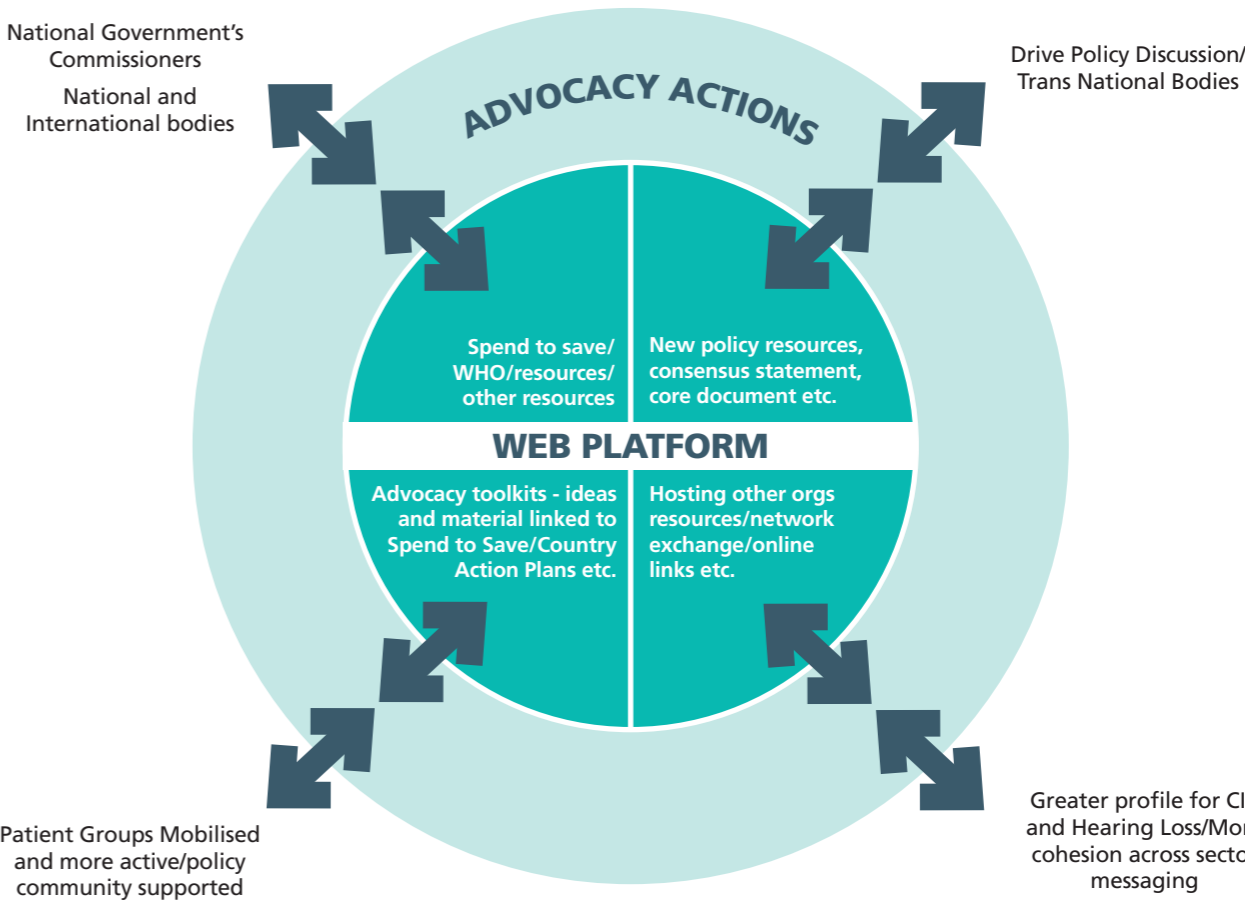 National Government's
Commissioners
National and
International bodies
Drive Policy Discussion/
Trans National Bodies
ADVOCACY ACTIONS
Spend to save/
WHO/resources/
other resources
New policy resources,
consensus statement,
core document etc.
WEB PLATFORM
Advocacy toolkits - ideas
and material linked to
Spend to Save/Country
Action Plans etc.
Hosting other orgs
resources/network
exchange/online
links etc.
Patient Groups Mobilised
and more active/policy
community supported
Greater profile for CI
and Hearing Loss/Mor
cohesion across secto
messaging